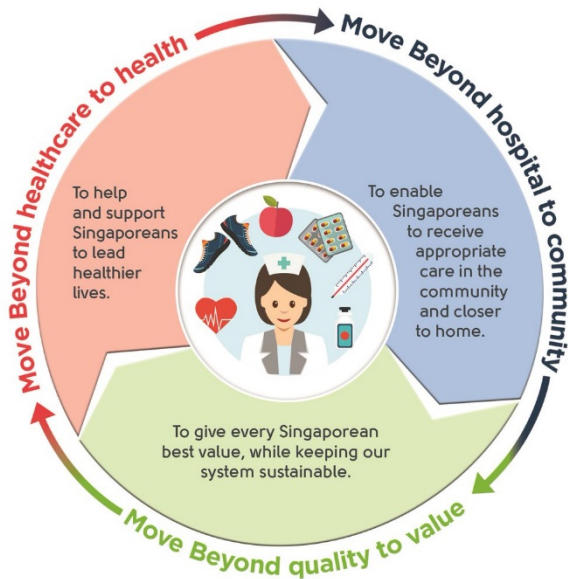 Move Beyond healthcare to health
To help
and support
Singaporeans
to lead
healthier
lives.
Move Beyond hospital to community
To enable
Singaporeans
to receive
appropriate
care in the
community
and closer
to home.
Move Beyond quality to value
To give every Singaporean
best value, while keeping our
system sustainable.